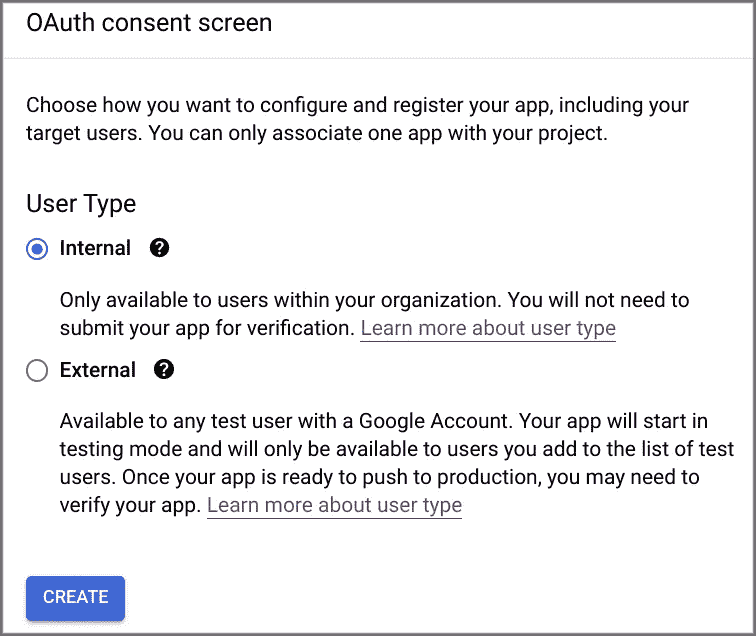 OAuth consent screen
Choose how you want to configure and register your app, including your
target users. You can only associate one app with your project.
User Type
Internal ?
Only available to users within your organization. You will not need to
submit your app for verification. Learn more about user type
External ?
Available to any test user with a Google Account. Your app will start in
testing mode and will only be available to users you add to the list of test
users. Once your app is ready to push to production, you may need to
verify your app. Learn more about user type
CREATE